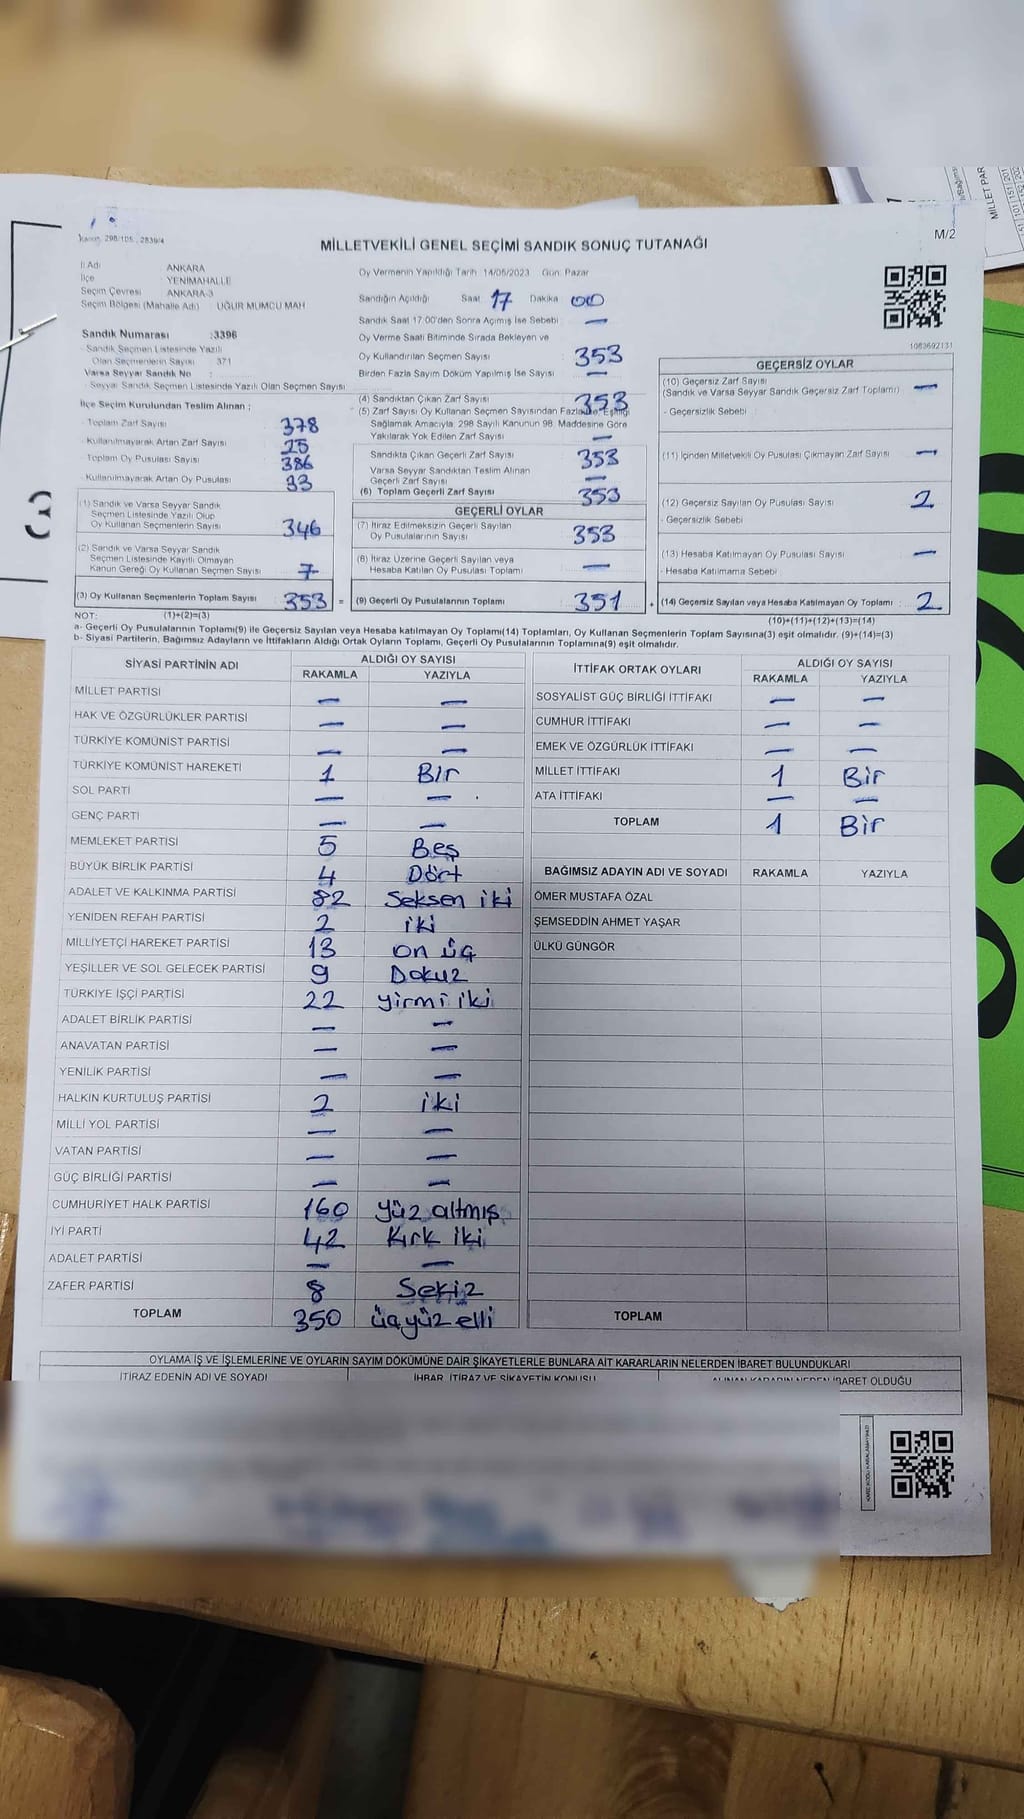 Kanun: 298/105, 2839/4
MİLLETVEKİLİ GENEL SEÇİMİ SANDIK SONUÇ TUTANAĞI
M/2
İl Adı ANKARA
İlçe YENİMAHALLE
Seçim Çevresi ANKARA-3
Seçim Bölgesi (Mahalle Adı) UĞUR MUMCU MAH
Sandık Numarası :3396
- Sandık Seçmen Listesinde Yazılı
Olan Seçmenlerin Sayısı 371
Varsa Seyyar Sandık No :
- Seyyar Sandık Seçmen Listesinde Yazılı Olan Seçmen Sayısı
İlçe Seçim Kurulundan Teslim Alınan ;
- Toplam Zarf Sayısı 378
- Kullanılmayarak Artan Zarf Sayısı 25
- Toplam Oy Pusulası Sayısı 386
- Kullanılmayarak Artan Oy Pusulası 33
(1) Sandık ve Varsa Seyyar Sandık
Seçmen Listesinde Yazılı Olup
Oy Kullanan Seçmenlerin Sayısı 346
(2) Sandık ve Varsa Seyyar Sandık
Seçmen Listesinde Kayıtlı Olmayan
Kanun Gereği Oy Kullanan Seçmen Sayısı 7
(3) Oy Kullanan Seçmenlerin Toplam Sayısı 353 =
Oy Vermenin Yapıldığı Tarih 14/05/2023 Gün: Pazar
Sandığın Açıldığı Saat 17 Dakika 00
Sandık Saat 17.00'den Sonra Açılmış İse Sebebi : —
Oy Verme Saati Bitiminde Sırada Bekleyen ve
Oy Kullandırılan Seçmen Sayısı : 353
Birden Fazla Sayım Döküm Yapılmış İse Sayısı : —
(4) Sandıktan Çıkan Zarf Sayısı : 353
(5) Zarf Sayısı Oy Kullanan Seçmen Sayısından Fazla İse, Eşitliği
Sağlamak Amacıyla, 298 Sayılı Kanunun 98. Maddesine Göre
Yakılarak Yok Edilen Zarf Sayısı : —
Sandıkta Çıkan Geçerli Zarf Sayısı : 353
Varsa Seyyar Sandıktan Teslim Alınan
Geçerli Zarf Sayısı : —
(6) Toplam Geçerli Zarf Sayısı : 353
GEÇERLİ OYLAR
(7) İtiraz Edilmeksizin Geçerli Sayılan
Oy Pusulalarının Sayısı : 353
(8) İtiraz Üzerine Geçerli Sayılan veya
Hesaba Katılan Oy Pusulası Toplamı : —
(9) Geçerli Oy Pusulalarının Toplamı : 351 +
1083692131
GEÇERSİZ OYLAR
(10) Geçersiz Zarf Sayısı
(Sandık ve Varsa Seyyar Sandık Geçersiz Zarf Toplamı) : —
- Geçersizlik Sebebi :
(11) İçinden Milletvekili Oy Pusulası Çıkmayan Zarf Sayısı : —
(12) Geçersiz Sayılan Oy Pusulası Sayısı : 2
- Geçersizlik Sebebi :
(13) Hesaba Katılmayan Oy Pusulası Sayısı : —
- Hesaba Katılmama Sebebi :
(14) Geçersiz Sayılan veya Hesaba Katılmayan Oy Toplamı : 2
NOT: (1)+(2)=(3) (10)+(11)+(12)+(13)=(14)
a- Geçerli Oy Pusulalarının Toplamı(9) ile Geçersiz Sayılan veya Hesaba katılmayan Oy Toplamı(14) Toplamları, Oy Kullanan Seçmenlerin Toplam Sayısına(3) eşit olmalıdır. (9)+(14)=(3)
b- Siyasi Partilerin, Bağımsız Adayların ve İttifakların Aldığı Ortak Oyların Toplamı, Geçerli Oy Pusulalarının Toplamına(9) eşit olmalıdır.
SİYASİ PARTİNİN ADI ALDIĞI OY SAYISI
RAKAMLA YAZIYLA
MİLLET PARTİSİ — —
HAK VE ÖZGÜRLÜKLER PARTİSİ — —
TÜRKİYE KOMÜNİST PARTİSİ — —
TÜRKİYE KOMÜNİST HAREKETİ 1 Bir
SOL PARTİ — —
GENÇ PARTİ — —
MEMLEKET PARTİSİ 5 Beş
BÜYÜK BİRLİK PARTİSİ 4 Dört
ADALET VE KALKINMA PARTİSİ 82 Seksen iki
YENİDEN REFAH PARTİSİ 2 iki
MİLLİYETÇİ HAREKET PARTİSİ 13 on üç
YEŞİLLER VE SOL GELECEK PARTİSİ 9 Dokuz
TÜRKİYE İŞÇİ PARTİSİ 22 yirmi iki
ADALET BİRLİK PARTİSİ — —
ANAVATAN PARTİSİ — —
YENİLİK PARTİSİ — —
HALKIN KURTULUŞ PARTİSİ 2 iki
MİLLİ YOL PARTİSİ — —
VATAN PARTİSİ — —
GÜÇ BİRLİĞİ PARTİSİ — —
CUMHURİYET HALK PARTİSİ 160 yüz altmış
İYİ PARTİ 42 Kırk iki
ADALET PARTİSİ — —
ZAFER PARTİSİ 8 Sekiz
TOPLAM 350 üçyüz elli
İTTİFAK ORTAK OYLARI ALDIĞI OY SAYISI
RAKAMLA YAZIYLA
SOSYALİST GÜÇ BİRLİĞİ İTTİFAKI — —
CUMHUR İTTİFAKI — —
EMEK VE ÖZGÜRLÜK İTTİFAKI — —
MİLLET İTTİFAKI 1 Bir
ATA İTTİFAKI — —
TOPLAM 1 Bir
BAĞIMSIZ ADAYIN ADI VE SOYADI RAKAMLA YAZIYLA
ÖMER MUSTAFA ÖZAL
ŞEMSEDDİN AHMET YAŞAR
ÜLKÜ GÜNGÖR
TOPLAM
OYLAMA İŞ VE İŞLEMLERİNE VE OYLARIN SAYIM DÖKÜMÜNE DAİR ŞİKAYETLERLE BUNLARA AİT KARARLARIN NELERDEN İBARET BULUNDUKLARI
İTİRAZ EDENİN ADI VE SOYADI İHBAR, İTİRAZ VE ŞİKAYETİN KONUSU ALINAN KARARIN NEDEN İBARET OLDUĞU